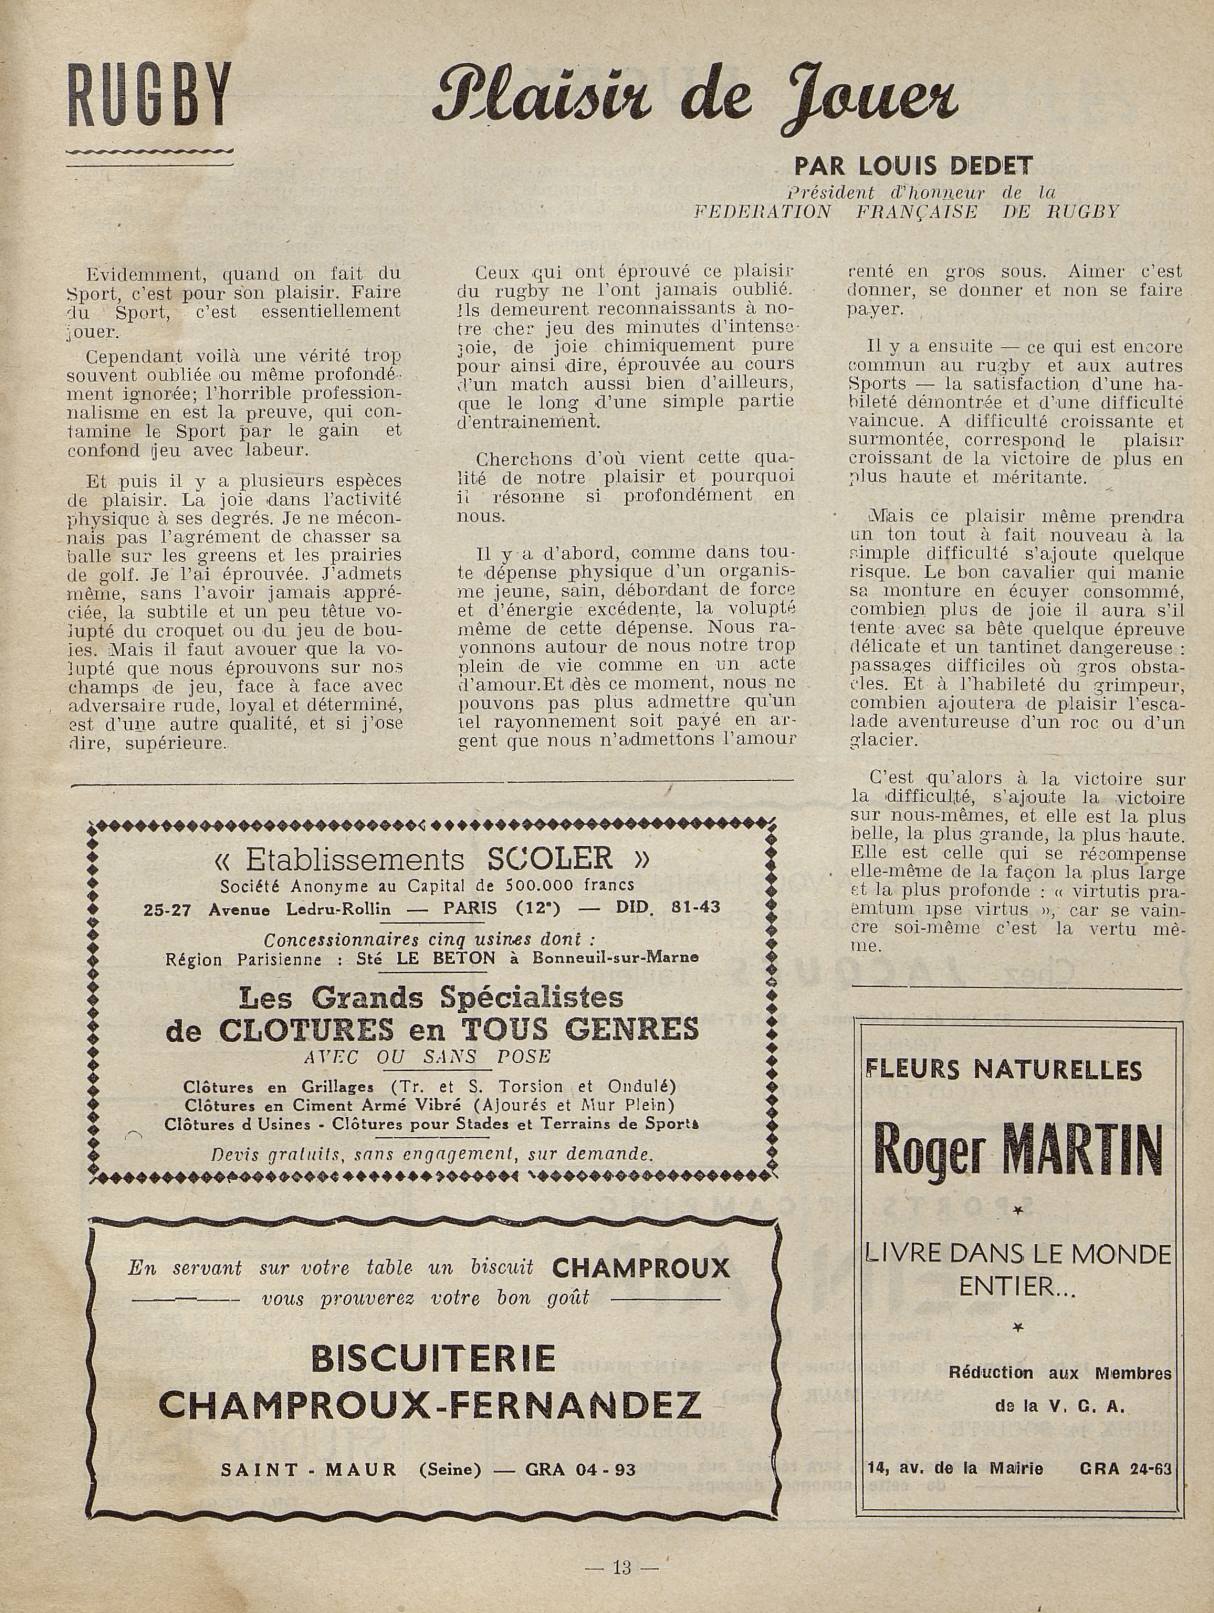 RUGBY
Plaisir de Jouer
PAR LOUIS DEDET
Président d'honneur de la
FEDERATION FRANÇAISE DE RUGBY
Evidemment, quand on fait du
Sport, c'est pour son plaisir. Faire
du Sport, c'est essentiellement
jouer.
Cependant voilà une vérité trop
souvent oubliée ou même profondé-
ment ignorée; l'horrible profession-
nalisme en est la preuve, qui con-
tamine le Sport par le gain et
confond jeu avec labeur.
Et puis il y a plusieurs espèces
de plaisir. La joie dans l'activité
physique à ses degrés. Je ne mécon-
nais pas l'agrément de chasser sa
balle sur les greens et les prairies
de golf. Je l'ai éprouvée. J'admets
même, sans l'avoir jamais appré-
ciée, la subtile et un peu têtue vo-
lupté du croquet ou du jeu de bou-
les. Mais il faut avouer que la vo-
lupté que nous éprouvons sur nos
champs de jeu, face à face avec
adversaire rude, loyal et déterminé,
est d'une autre qualité, et si j'ose
dire, supérieure.
Ceux qui ont éprouvé ce plaisir
du rugby ne l'ont jamais oublié.
Ils demeurent reconnaissants à no-
tre cher jeu des minutes d'intense
joie, de joie chimiquement pure
pour ainsi dire, éprouvée au cours
d'un match aussi bien d'ailleurs,
que le long d'une simple partie
d'entrainement.
Cherchons d'où vient cette qua-
lité de notre plaisir et pourquoi
il résonne si profondément en
nous.
Il y a d'abord, comme dans tou-
te dépense physique d'un organis-
me jeune, sain, débordant de force
et d'énergie excédente, la volupté
même de cette dépense. Nous ra-
yonnons autour de nous notre trop
plein de vie comme en un acte
d'amour.Et dès ce moment, nous ne
pouvons pas plus admettre qu'un
tel rayonnement soit payé en ar-
gent que nous n'admettons l'amour
renté en gros sous. Aimer c'est
donner, se donner et non se faire
payer.
Il y a ensuite — ce qui est encore
commun au rugby et aux autres
Sports — la satisfaction d'une ha-
bileté démontrée et d'une difficulté
vaincue. A difficulté croissante et
surmontée, correspond le plaisir
croissant de la victoire de plus en
plus haute et méritante.
Mais ce plaisir même prendra
un ton tout à fait nouveau à la
simple difficulté s'ajoute quelque
risque. Le bon cavalier qui manie
sa monture en écuyer consommé,
combien plus de joie il aura s'il
tente avec sa bête quelque épreuve
délicate et un tantinet dangereuse :
passages difficiles où gros obsta-
cles. Et à l'habileté du grimpeur,
combien ajoutera de plaisir l'esca-
lade aventureuse d'un roc ou d'un
glacier.
C'est qu'alors à la victoire sur
la difficulté, s'ajoute la victoire
sur nous-mêmes, et elle est la plus
belle, la plus grande, la plus haute.
Elle est celle qui se récompense
elle-même de la façon la plus large
et la plus profonde : « virtutis pra-
emtum ipse virtus », car se vain-
cre soi-même c'est la vertu mê-
me.
« Etablissements SCOLER »
Société Anonyme au Capital de 500.000 francs
25-27 Avenue Ledru-Rollin — PARIS (12°) — DID. 81-43
Concessionnaires cinq usines dont :
Région Parisienne : Sté LE BETON à Bonneuil-sur-Marne
Les Grands Spécialistes
de CLOTURES en TOUS GENRES
AVEC OU SANS POSE
Clôtures en Grillages (Tr. et S. Torsion et Ondulé)
Clôtures en Ciment Armé Vibré (Ajourés et Mur Plein)
Clôtures d Usines - Clôtures pour Stades et Terrains de Sports
Devis gratuits, sans engagement, sur demande.
En servant sur votre table un biscuit CHAMPROUX
vous prouverez votre bon goût
BISCUITERIE
CHAMPROUX-FERNANDEZ
SAINT - MAUR (Seine) — GRA 04 - 93
FLEURS NATURELLES
Roger MARTIN
★
LIVRE DANS LE MONDE
ENTIER...
★
Réduction aux Membres
de la V. G. A.
14, av. de la Mairie GRA 24-63
— 13 —